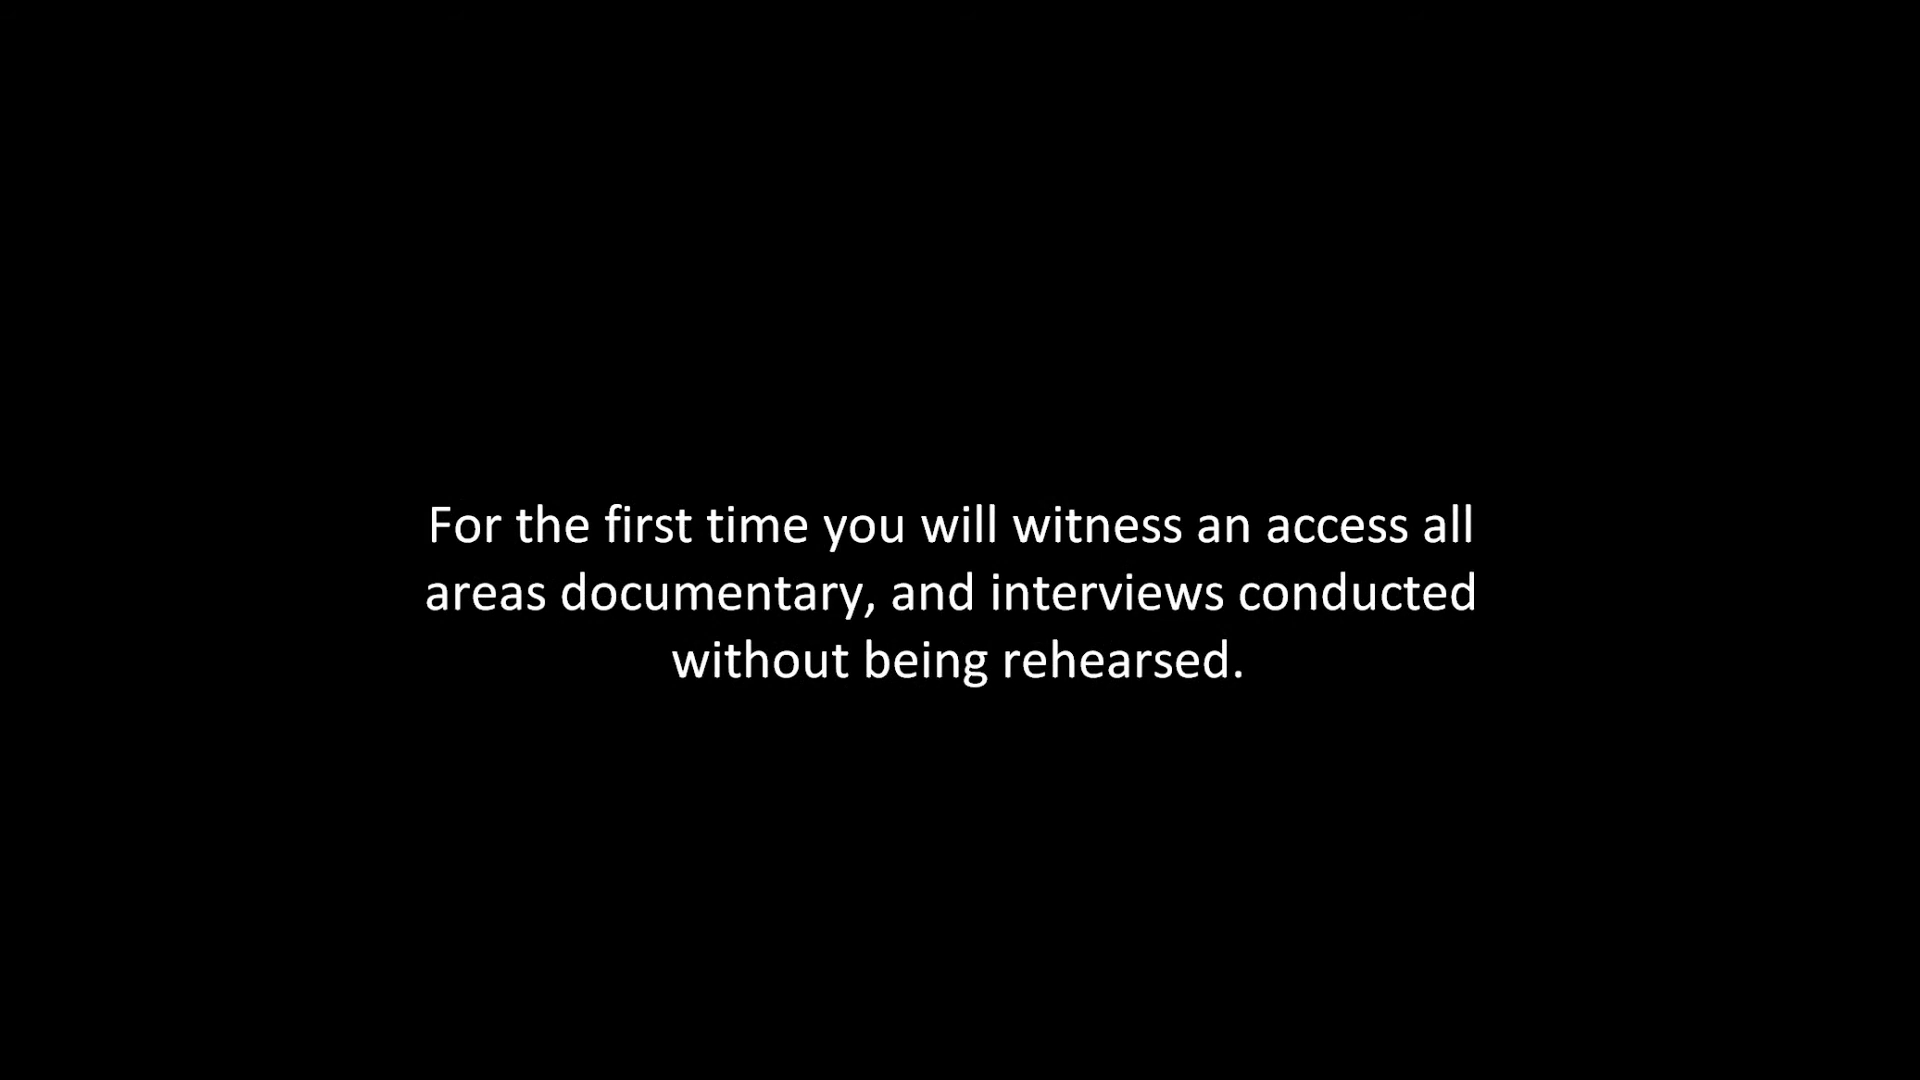 For the first time you will witness an access all
areas documentary, and interviews conducted
without being rehearsed.